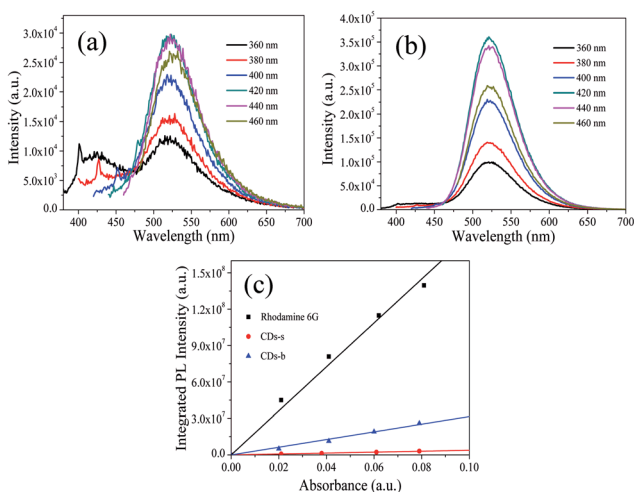 (a)
3.0x10⁴
2.5x10⁴
2.0x10⁴
1.5x10⁴
1.0x10⁴
5.0x10³
Intensity (a.u.)
360 nm
380 nm
400 nm
420 nm
440 nm
460 nm
400 450 500 550 600 650 700
Wavelength (nm)
(b)
4.0x10⁵
3.5x10⁵
3.0x10⁵
2.5x10⁵
2.0x10⁵
1.5x10⁵
1.0x10⁵
5.0x10⁴
0.0
Intensity (a.u.)
360 nm
380 nm
400 nm
420 nm
440 nm
460 nm
400 450 500 550 600 650 700
Wavelength (nm)
(c)
1.5x10⁸
1.2x10⁸
9.0x10⁷
6.0x10⁷
3.0x10⁷
0.0
Integrated PL Intensity (a.u.)
Rhodamine 6G
CDs-s
CDs-b
0.00 0.02 0.04 0.06 0.08 0.10
Absorbance (a.u.)